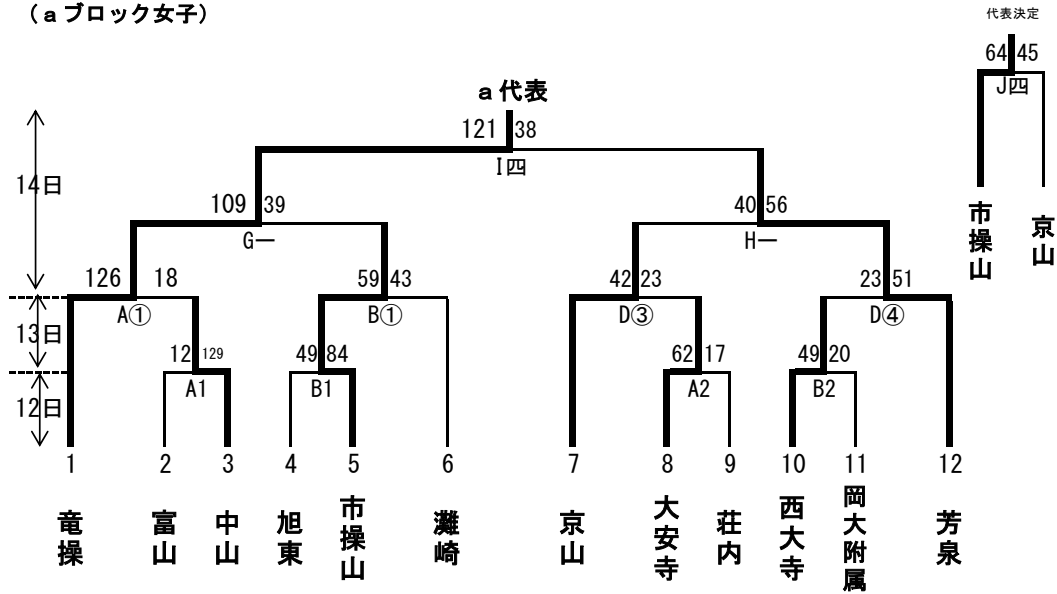 (aブロック女子)
代表決定
64 45
J四
市操山 京山
a代表
121 38
I四
14日
109 39
G一
40 56
H一
126 18
A①
59 43
B①
42 23
D③
23 51
D④
13日
12 129
A1
49 84
B1
62 17
A2
49 20
B2
12日
1 2 3 4 5 6 7 8 9 10 11 12
竜操 富山 中山 旭東 市操山 灘崎 京山 大安寺 荘内 西大寺 岡大附属 芳泉